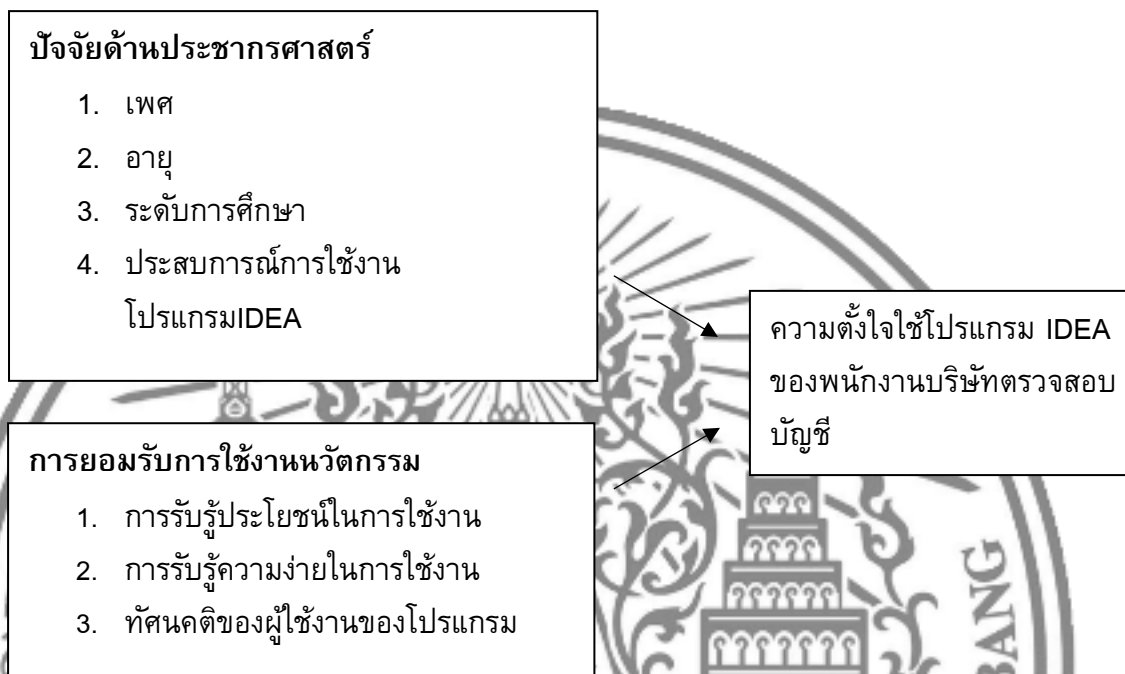 ปัจจัยด้านประชากรศาสตร์
1. เพศ
2. อายุ
3. ระดับการศึกษา
4. ประสบการณ์การใช้งาน
โปรแกรมIDEA
ความตั้งใจใช้โปรแกรม IDEA
ของพนักงานบริษัทตรวจสอบ
บัญชี
การยอมรับการใช้งานนวัตกรรม
1. การรับรู้ประโยชน์ในการใช้งาน
2. การรับรู้ความง่ายในการใช้งาน
3. ทัศนคติของผู้ใช้งานของโปรแกรม
BANG